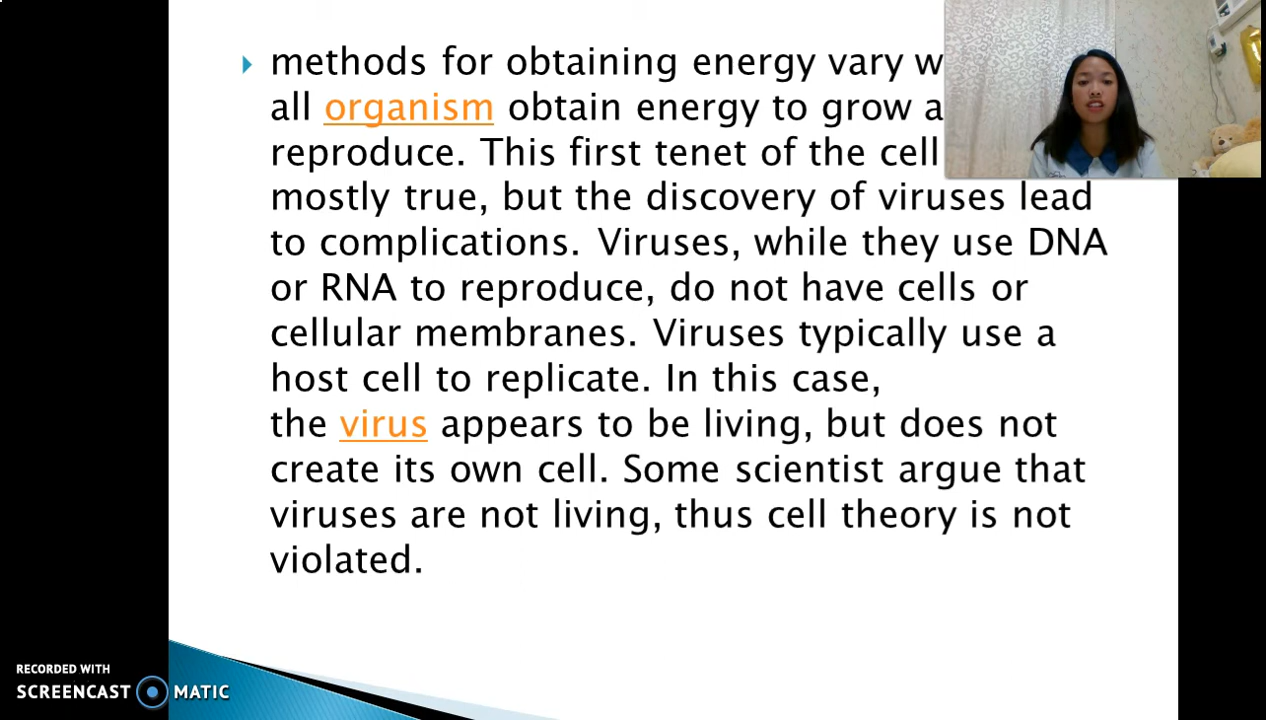 methods for obtaining energy vary
all organism obtain energy to grow
reproduce. This first tenet of the cell
mostly true, but the discovery of viruses lead
to complications. Viruses, while they use DNA
or RNA to reproduce, do not have cells or
cellular membranes. Viruses typically use a
host cell to replicate. In this case,
the virus appears to be living, but does not
create its own cell. Some scientist argue that
viruses are not living, thus cell theory is not
violated.
RECORDED WITH
SCREENCAST MATIC